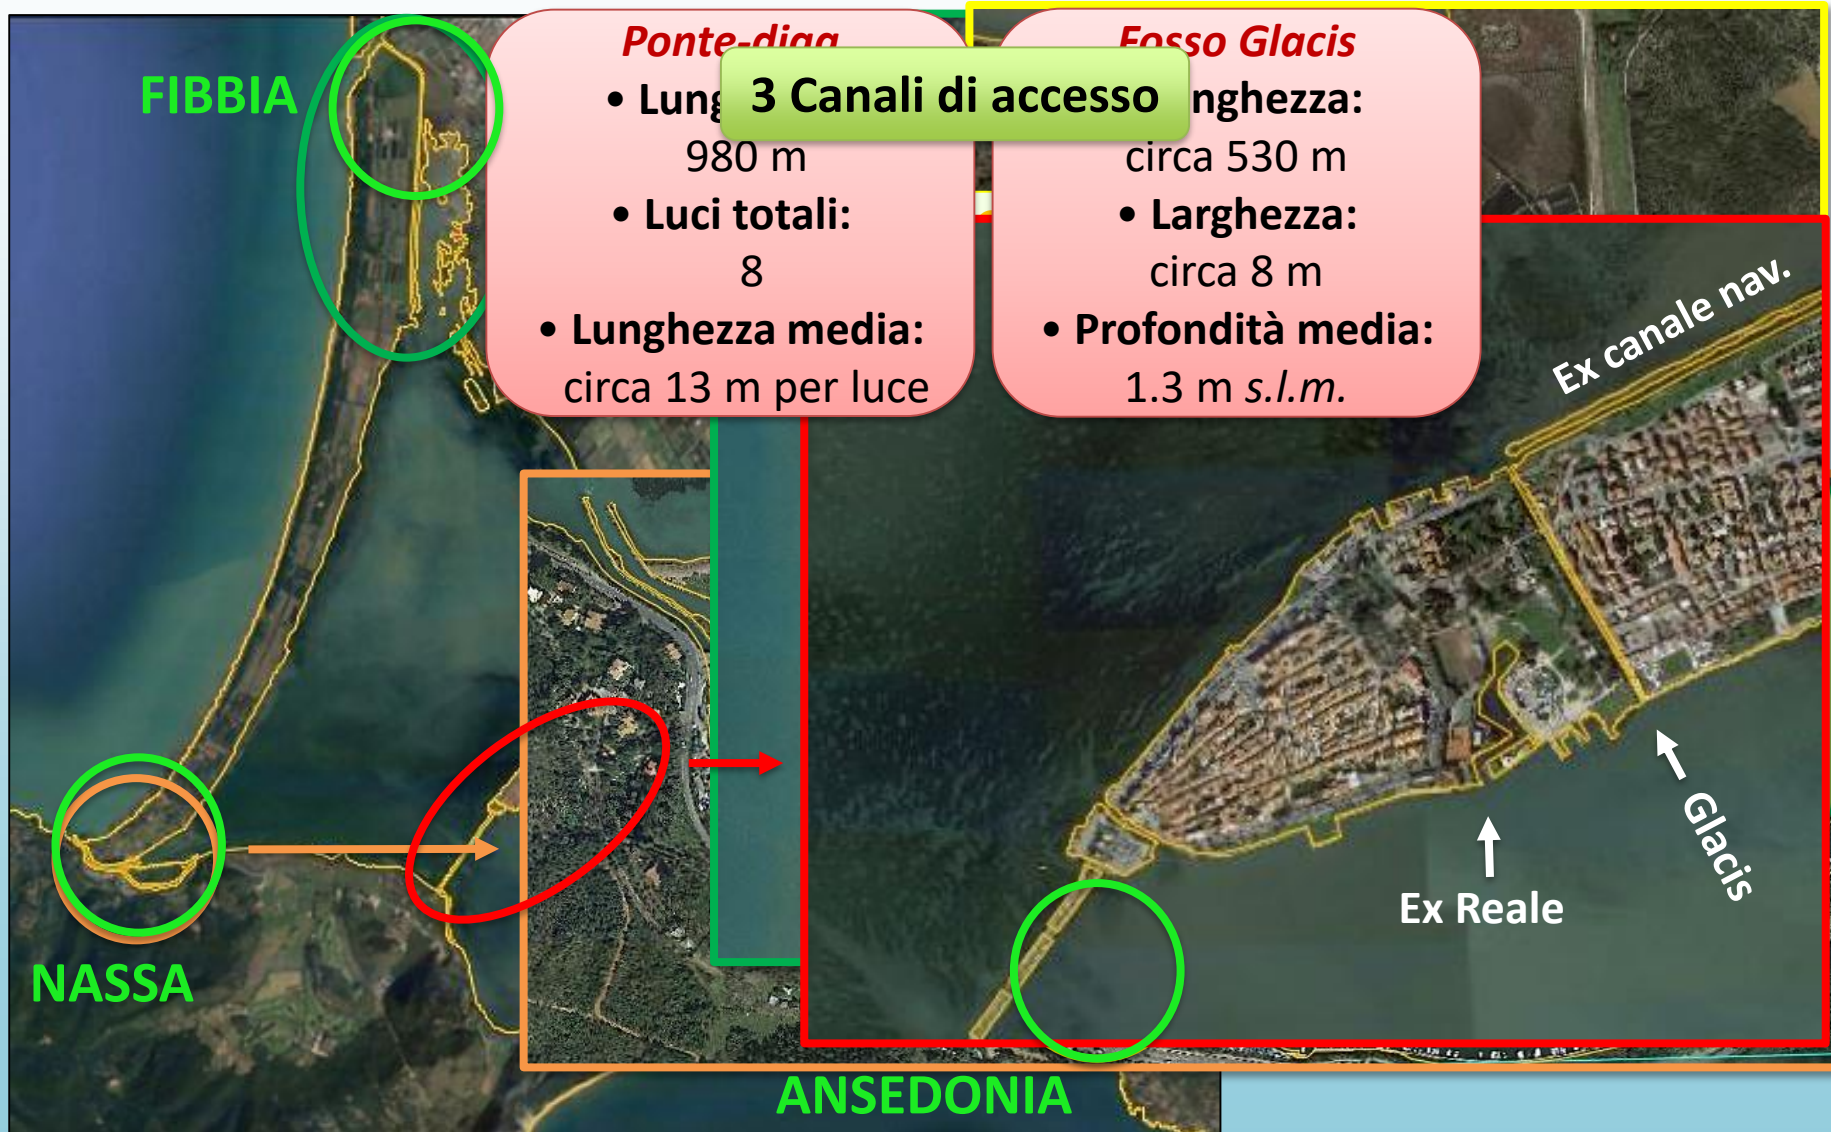 FIBBIA
Ponte-diga
• Lung
980 m
• Luci totali:
8
• Lunghezza media:
circa 13 m per luce
3 Canali di accesso
Fosso Glacis
nghezza:
circa 530 m
• Larghezza:
circa 8 m
• Profondità media:
1.3 m s.l.m.
Ex canale nav.
Glacis
Ex Reale
NASSA
ANSEDONIA